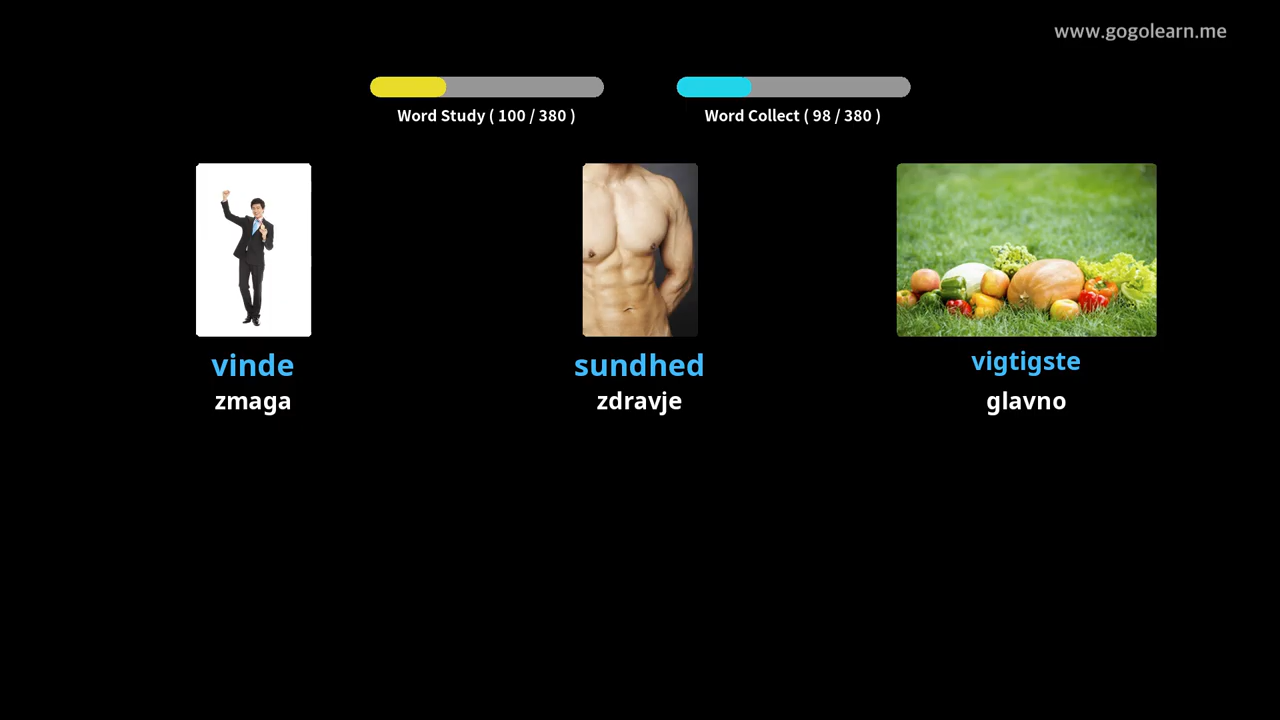 www.gogolearn.me
Word Study ( 100 / 380 )
Word Collect ( 98 / 380 )
vinde
zmaga
sundhed
zdravje
vigtigste
glavno